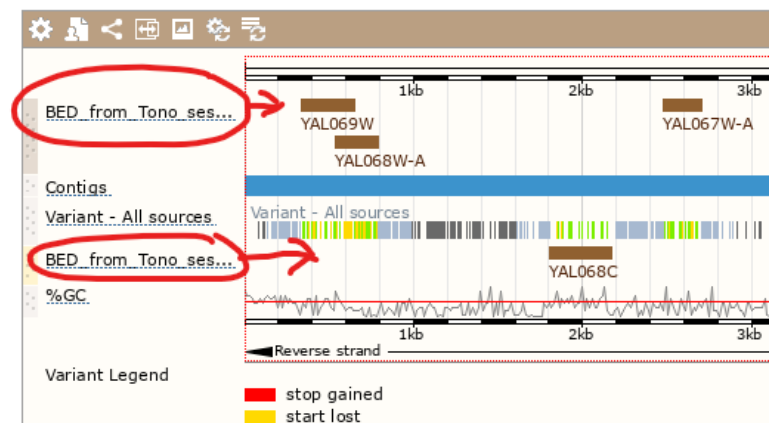 1kb 2kb 3kb
BED_from_Tono_ses...
YAL069W YAL067W-A
YAL068W-A
Contigs
Variant - All sources Variant - All sources
BED_from_Tono_ses...
YAL068C
%GC
1kb 2kb 3kb
Reverse strand
Variant Legend
stop gained
start lost